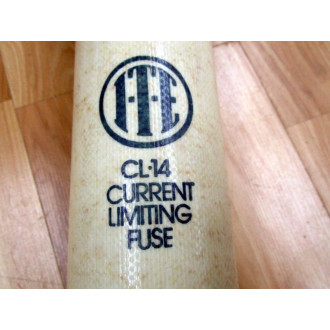 I-T-E
CL-14
CURRENT
LIMITING
FUSE